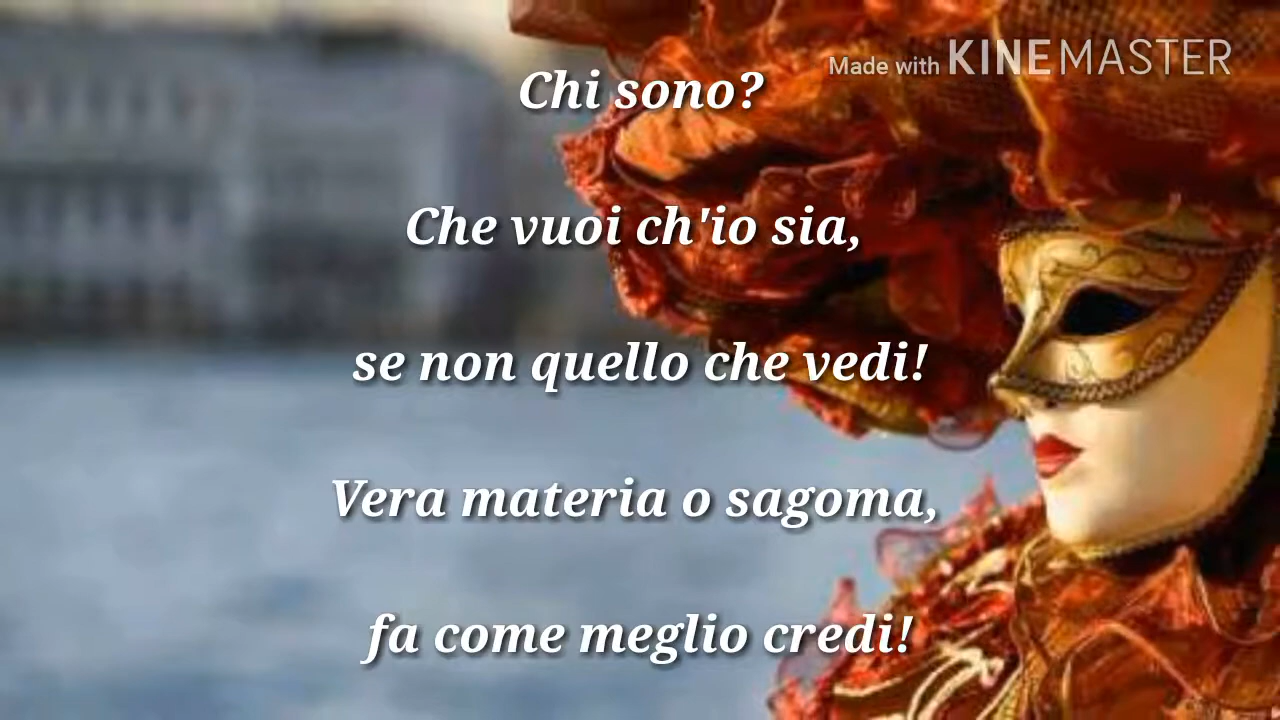 Made with KINEMASTER
Chi sono?
Che vuoi ch'io sia,
se non quello che vedi!
Vera materia o sagoma,
fa come meglio credi!